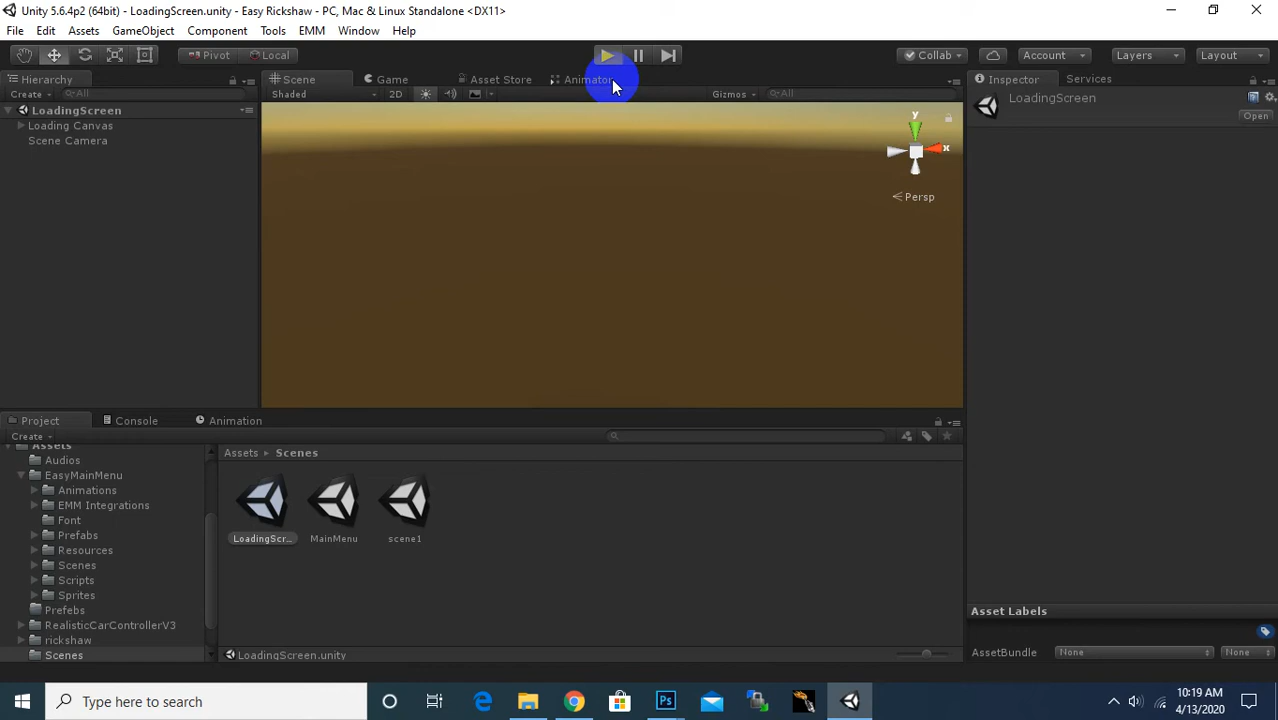 Unity 5.6.4p2 (64bit) - LoadingScreen.unity - Easy Rickshaw - PC, Mac & Linux Standalone <DX11>
File Edit Assets GameObject Component Tools EMM Window Help
Pivot Local Collab Account Layers Layout
Hierarchy Scene Game Asset Store Animator Inspector Services
Create All Shaded 2D Gizmos All
LoadingScreen
Open
LoadingScreen
Loading Canvas
Scene Camera
y
x
Persp
Project Console Animation
Create
Assets
Audios
EasyMainMenu
Animations
EMM Integrations
Font
Prefabs
Resources
Scenes
Scripts
Sprites
Prefebs
RealisticCarControllerV3
rickshaw
Scenes
Assets Scenes
LoadingScr... MainMenu scene1
LoadingScreen.unity
Asset Labels
AssetBundle None None
Type here to search
Ps
10:19 AM
4/13/2020